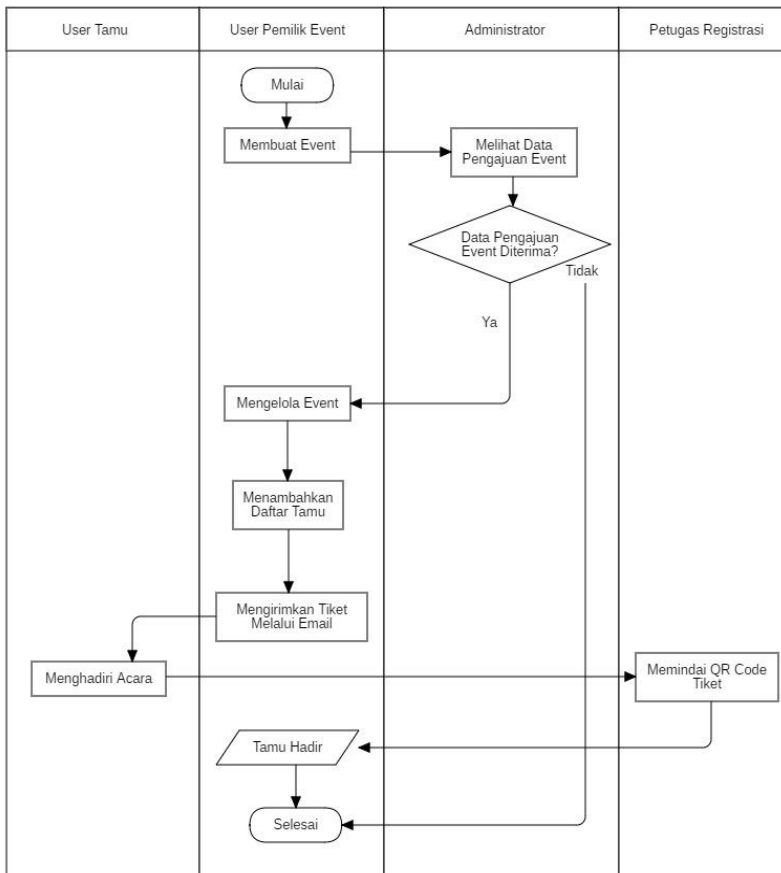 User Tamu
User Pemilik Event
Administrator
Petugas Registrasi
Mulai
Membuat Event
Melihat Data
Pengajuan Event
Data Pengajuan
Event Diterima?
Tidak
Ya
Mengelola Event
Menambahkan
Daftar Tamu
Mengirimkan Tiket
Melalui Email
Menghadiri Acara
Memindai QR Code
Tiket
Tamu Hadir
Selesai